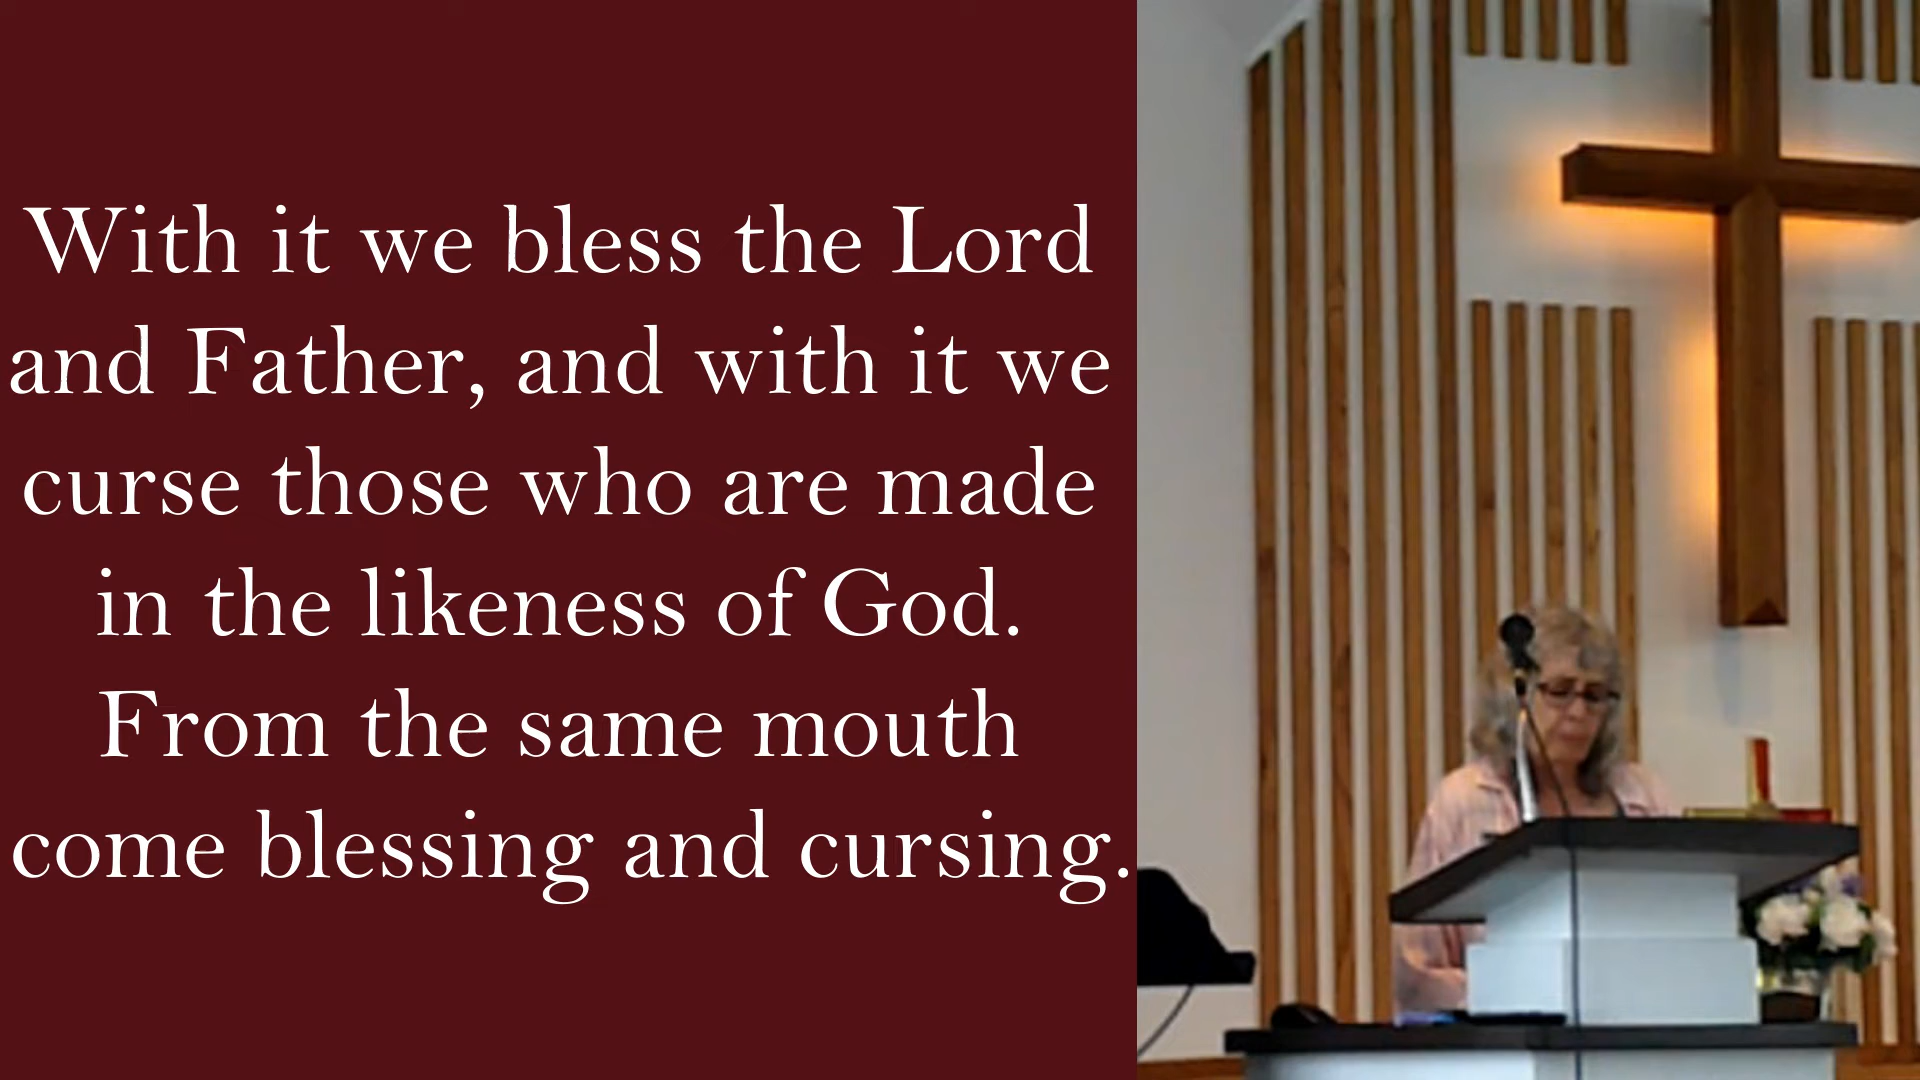 With it we bless the Lord
and Father, and with it we
curse those who are made
in the likeness of God.
From the same mouth
come blessing and cursing.